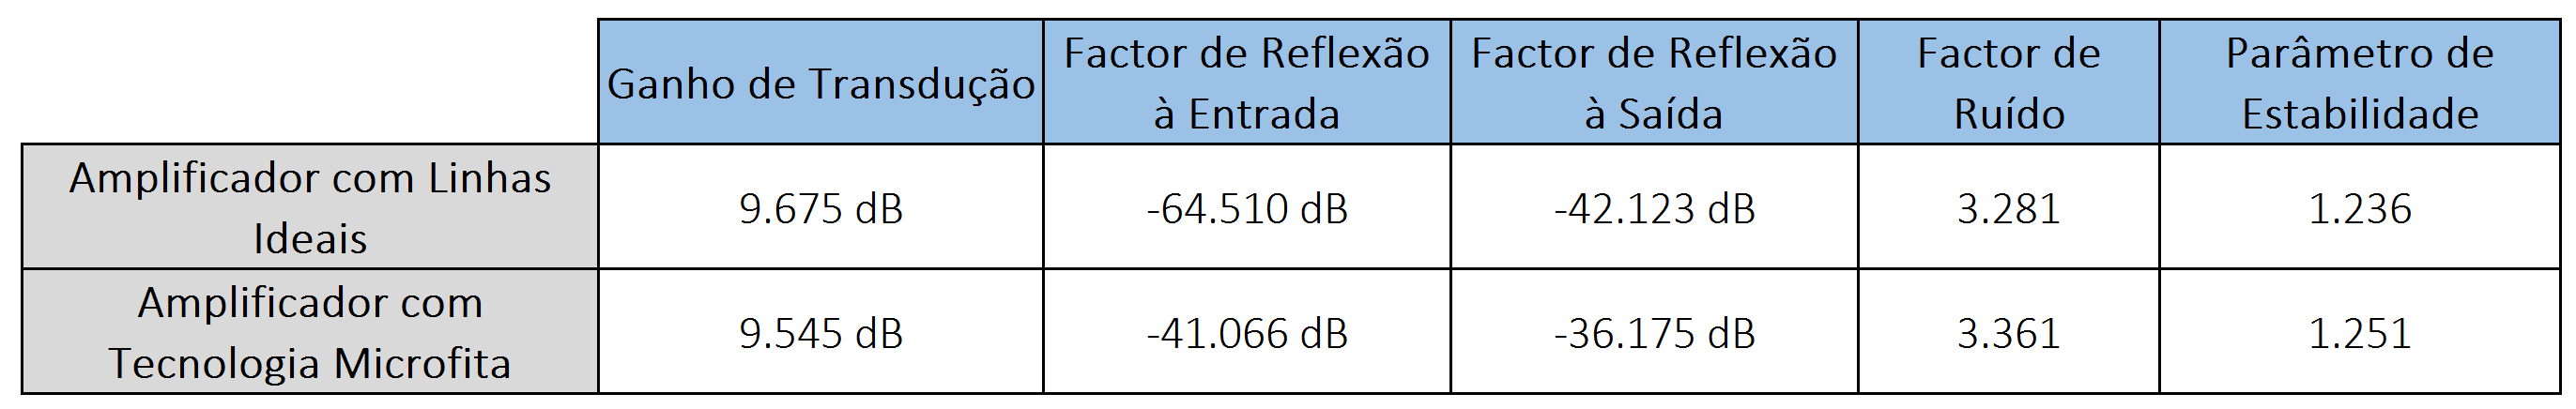 Ganho de Transdução
Factor de Reflexão
à Entrada
Factor de Reflexão
à Saída
Factor de
Ruído
Parâmetro de
Estabilidade
Amplificador com Linhas
Ideais
9.675 dB
-64.510 dB
-42.123 dB
3.281
1.236
Amplificador com
Tecnologia Microfita
9.545 dB
-41.066 dB
-36.175 dB
3.361
1.251